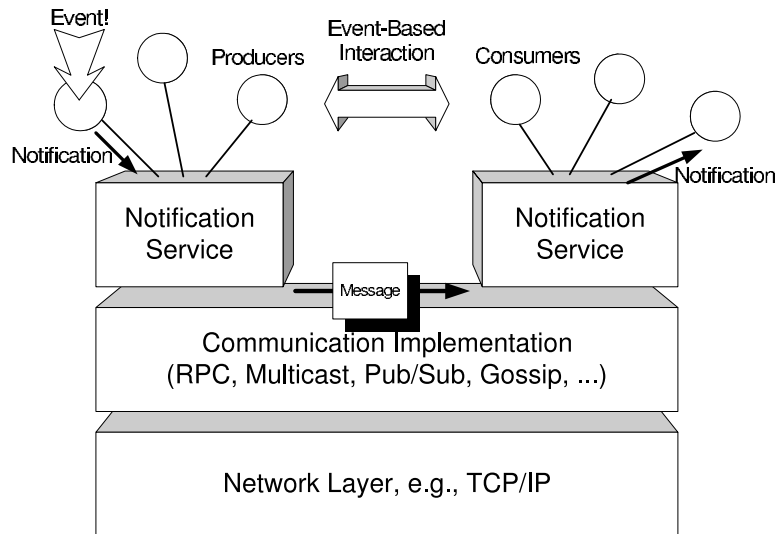 Event!
Producers
Event-Based
Interaction
Consumers
Notification
Notification
Notification
Service
Notification
Service
Message
Communication Implementation
(RPC, Multicast, Pub/Sub, Gossip, ...)
Network Layer, e.g., TCP/IP